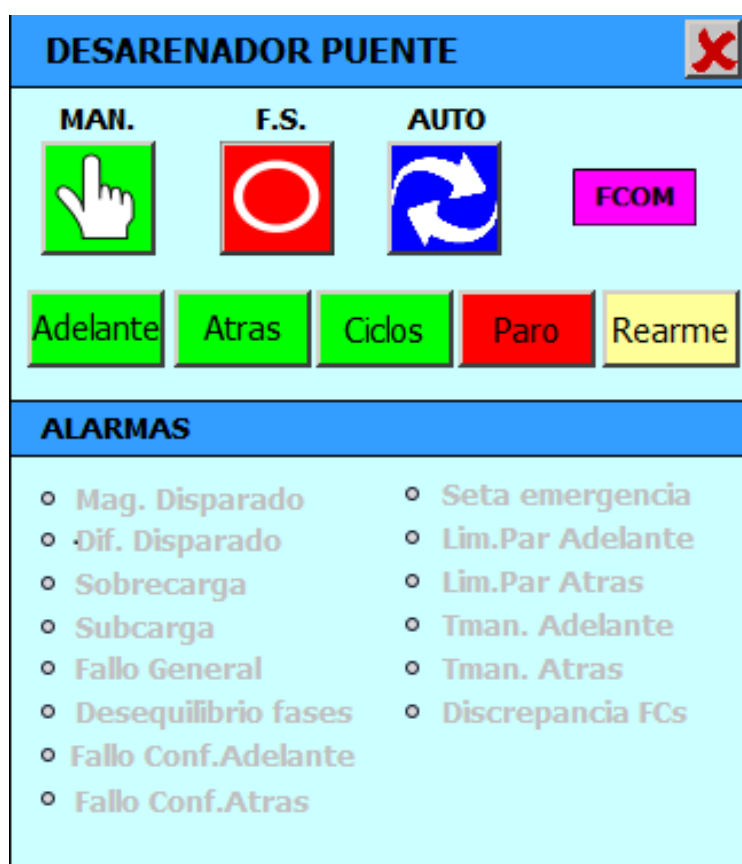 DESARENADOR PUENTE
MAN. F.S. AUTO
FCOM
Adelante Atras Ciclos Paro Rearme
ALARMAS
Mag. Disparado
Dif. Disparado
Sobrecarga
Subcarga
Fallo General
Desequilibrio fases
Fallo Conf.Adelante
Fallo Conf.Atras
Seta emergencia
Lim.Par Adelante
Lim.Par Atras
Tman. Adelante
Tman. Atras
Discrepancia FCs